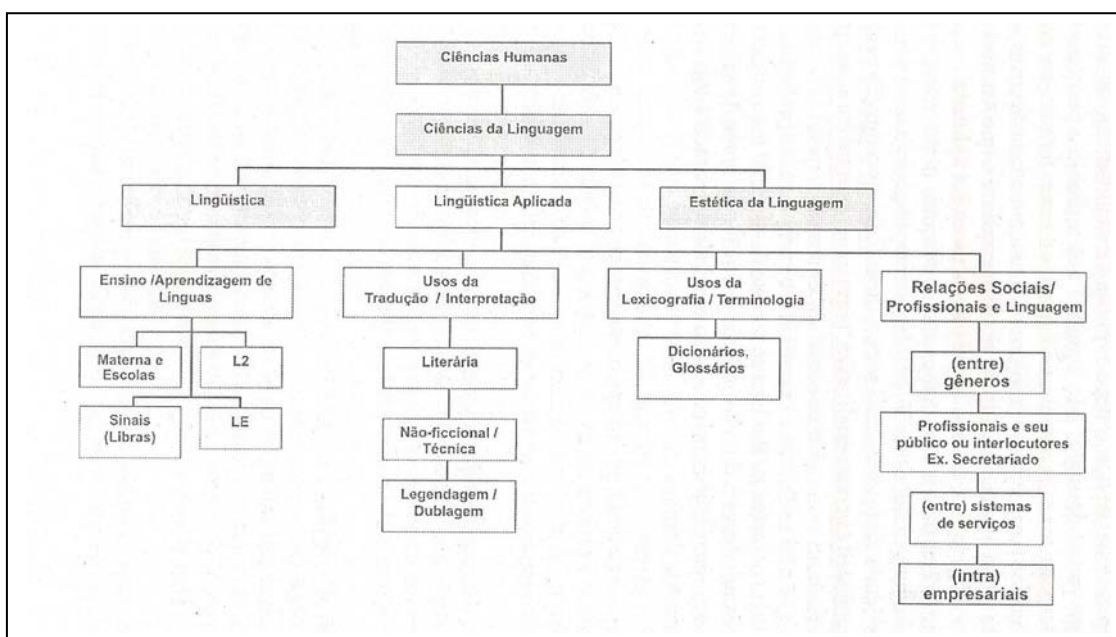 Ciências Humanas
Ciências da Linguagem
Lingüística
Lingüística Aplicada
Estética da Linguagem
Ensino /Aprendizagem de
Línguas
Materna e
Escolas
L2
Sinais
(Libras)
LE
Usos da
Tradução / Interpretação
Literária
Não-ficcional /
Técnica
Legendagem /
Dublagem
Usos da
Lexicografia / Terminologia
Dicionários,
Glossários
Relações Sociais/
Profissionais e Linguagem
(entre)
gêneros
Profissionais e seu
público ou interlocutores
Ex. Secretariado
(entre) sistemas
de serviços
(intra)
empresariais